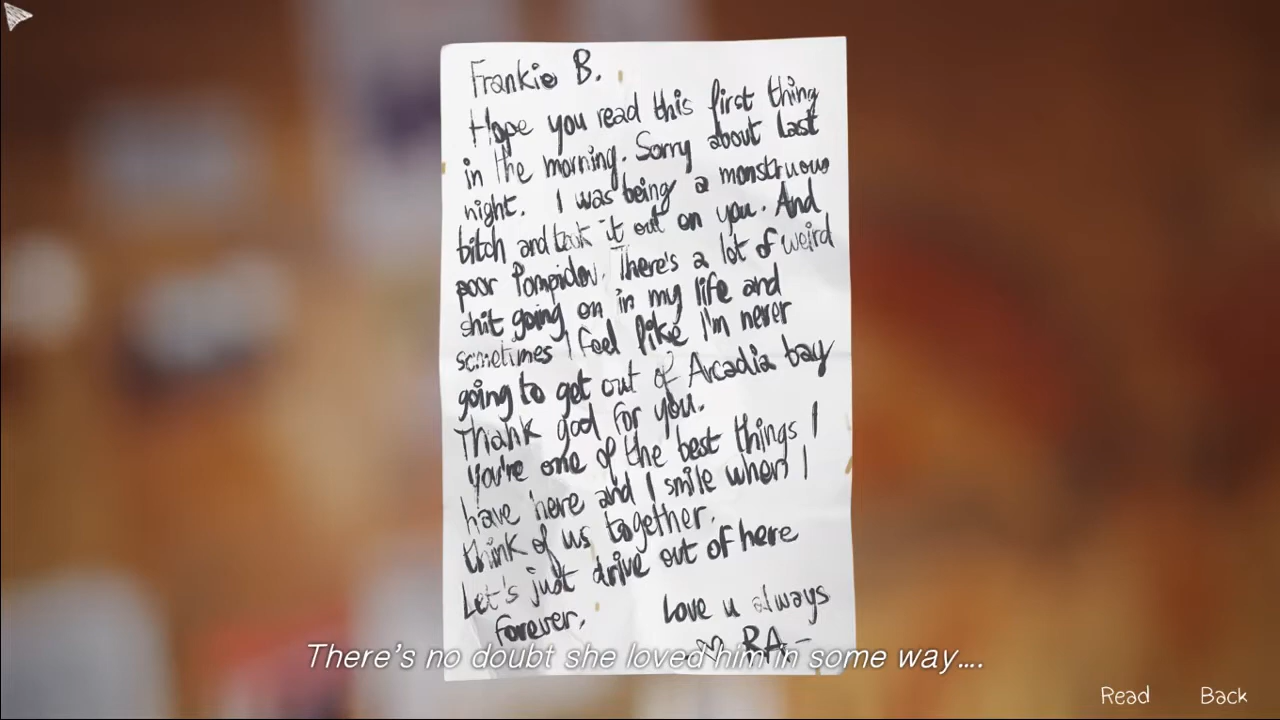 Frankie B.
Hope you read this first thing
in the morning. Sorry about last
night. I was being a monstruous
bitch and took it out on you. And
poor Pompidou. There's a lot of weird
shit going on in my life and
sometimes I feel like I'm never
going to get out of Arcadia bay
Thank god for you.
You're one of the best things I
have here and I smile when I
think of us together.
Let's just drive out of here
forever.
Love u always
♡ RA -
There's no doubt she loved him in some way....
Read Back